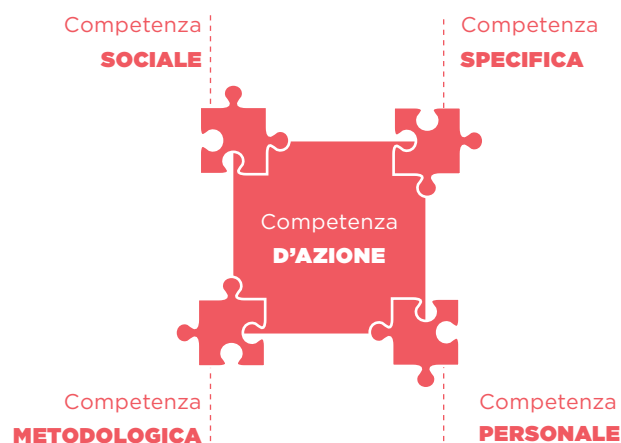 Competenza
SOCIALE
Competenza
SPECIFICA
Competenza
D'AZIONE
Competenza
METODOLOGICA
Competenza
PERSONALE